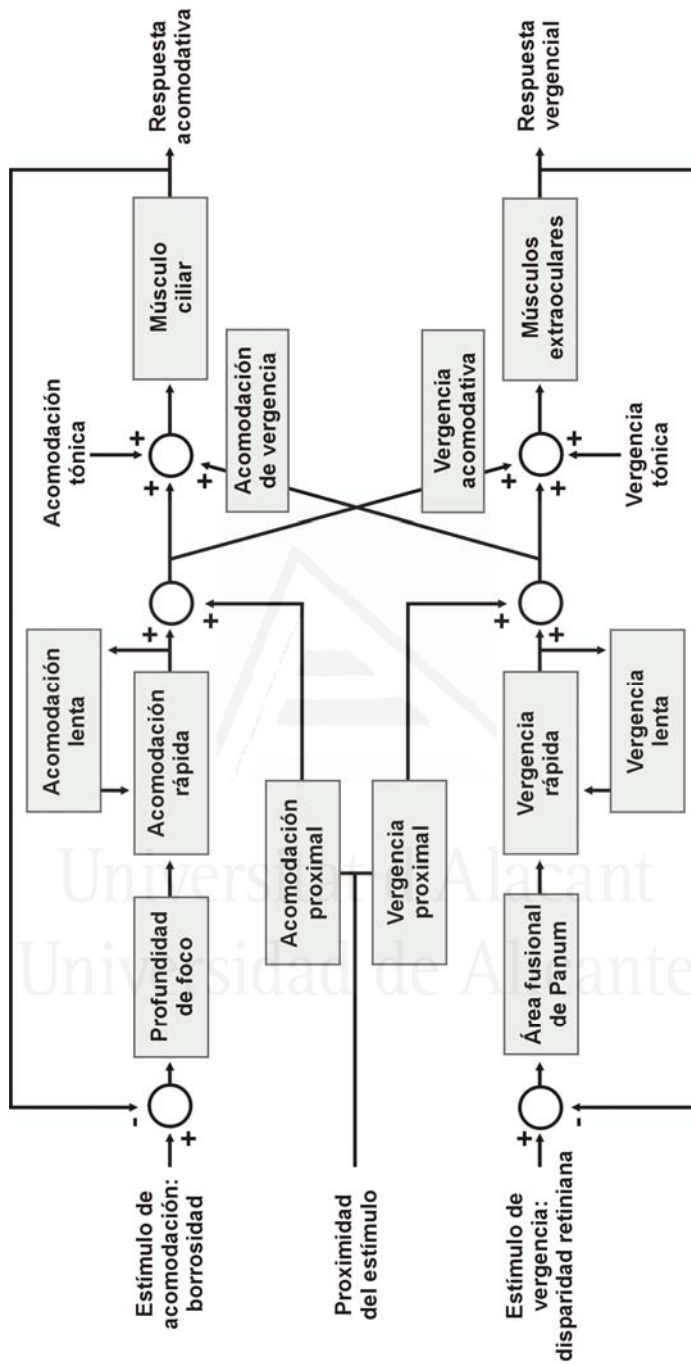 Estímulo de
acomodación:
borrosidad
-
+
Profundidad
de foco
Acomodación
lenta
Acomodación
rápida
+
+
Acomodación
tónica
+
+
+
Músculo
ciliar
Respuesta
acomodativa
Acomodación
de vergencia
Proximidad
del estímulo
Acomodación
proximal
Vergencia
proximal
Vergencia
acomodativa
Estímulo de
vergencia:
disparidad retiniana
+
-
Área fusional
de Panum
Vergencia
rápida
Vergencia
lenta
+
+
+
+
+
Vergencia
tónica
Músculos
extraoculares
Respuesta
vergencial
Universitat d'Alacant
Universidad de Alicante